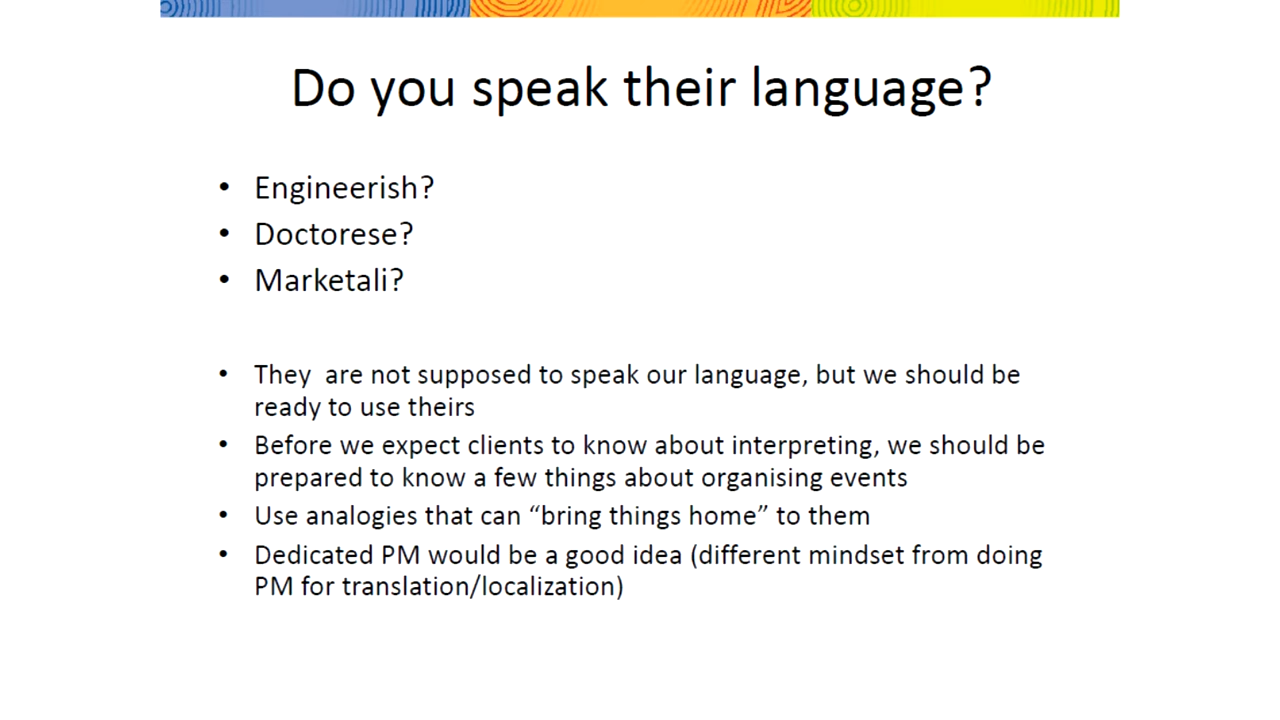 Do you speak their language?
• Engineerish?
• Doctorese?
• Marketali?
• They  are not supposed to speak our language, but we should be
ready to use theirs
• Before we expect clients to know about interpreting, we should be
prepared to know a few things about organising events
• Use analogies that can “bring things home” to them
• Dedicated PM would be a good idea (different mindset from doing
PM for translation/localization)